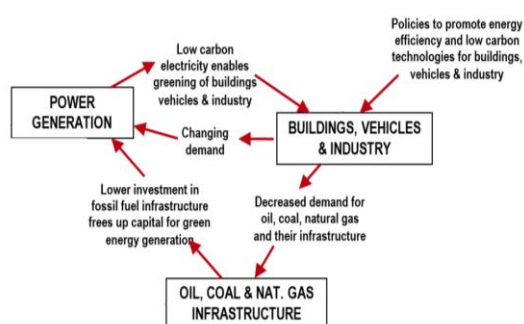 Low carbon
electricity enables
greening of buildings
vehicles & industry
Policies to promote energy
efficiency and low carbon
technologies for buildings,
vehicles & industry
POWER
GENERATION
Changing
demand
BUILDINGS, VEHICLES
& INDUSTRY
Lower investment in
fossil fuel infrastructure
frees up capital for green
energy generation
Decreased demand for
oil, coal, natural gas
and their infrastructure
OIL, COAL & NAT. GAS
INFRASTRUCTURE